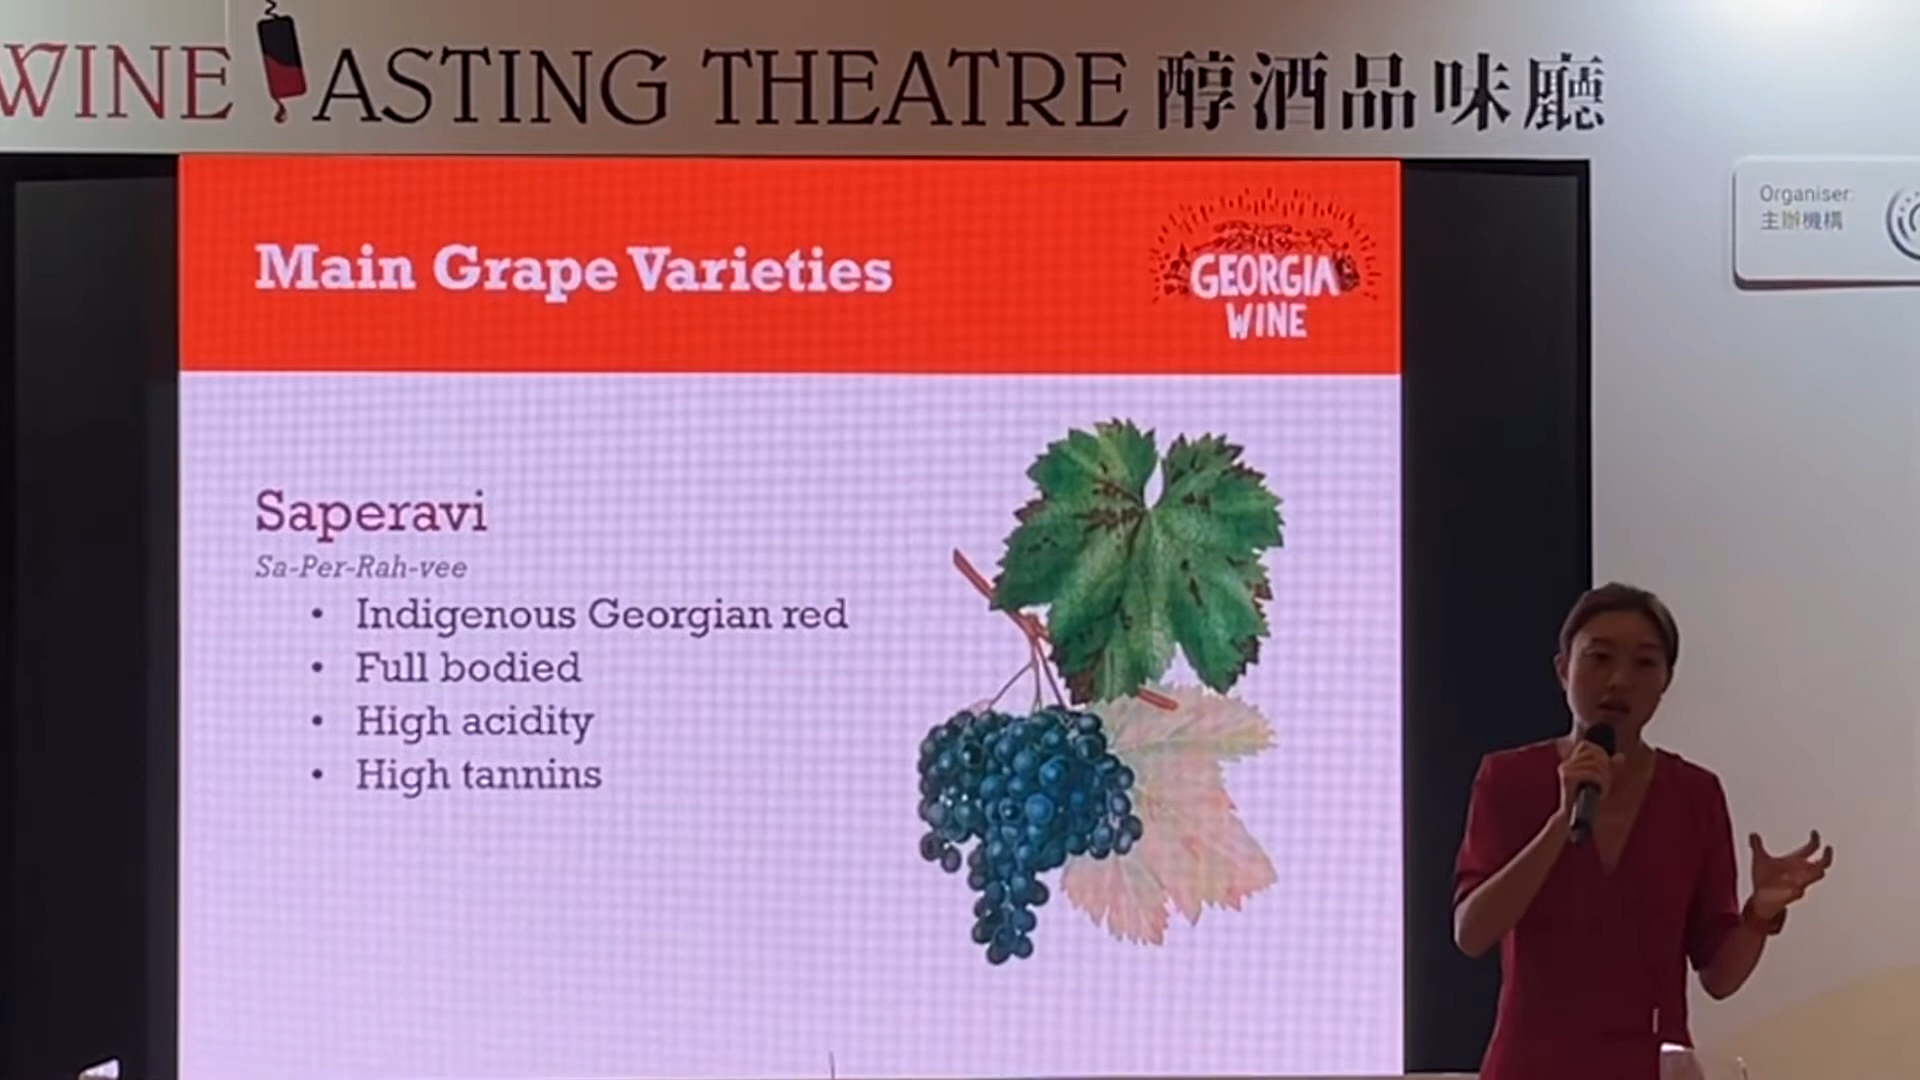 WINE TASTING THEATRE 醇酒品味廳
Organiser:
主辦機構
Main Grape Varieties
GEORGIA
WINE
Saperavi
Sa-Per-Rah-vee
• Indigenous Georgian red
• Full bodied
• High acidity
• High tannins